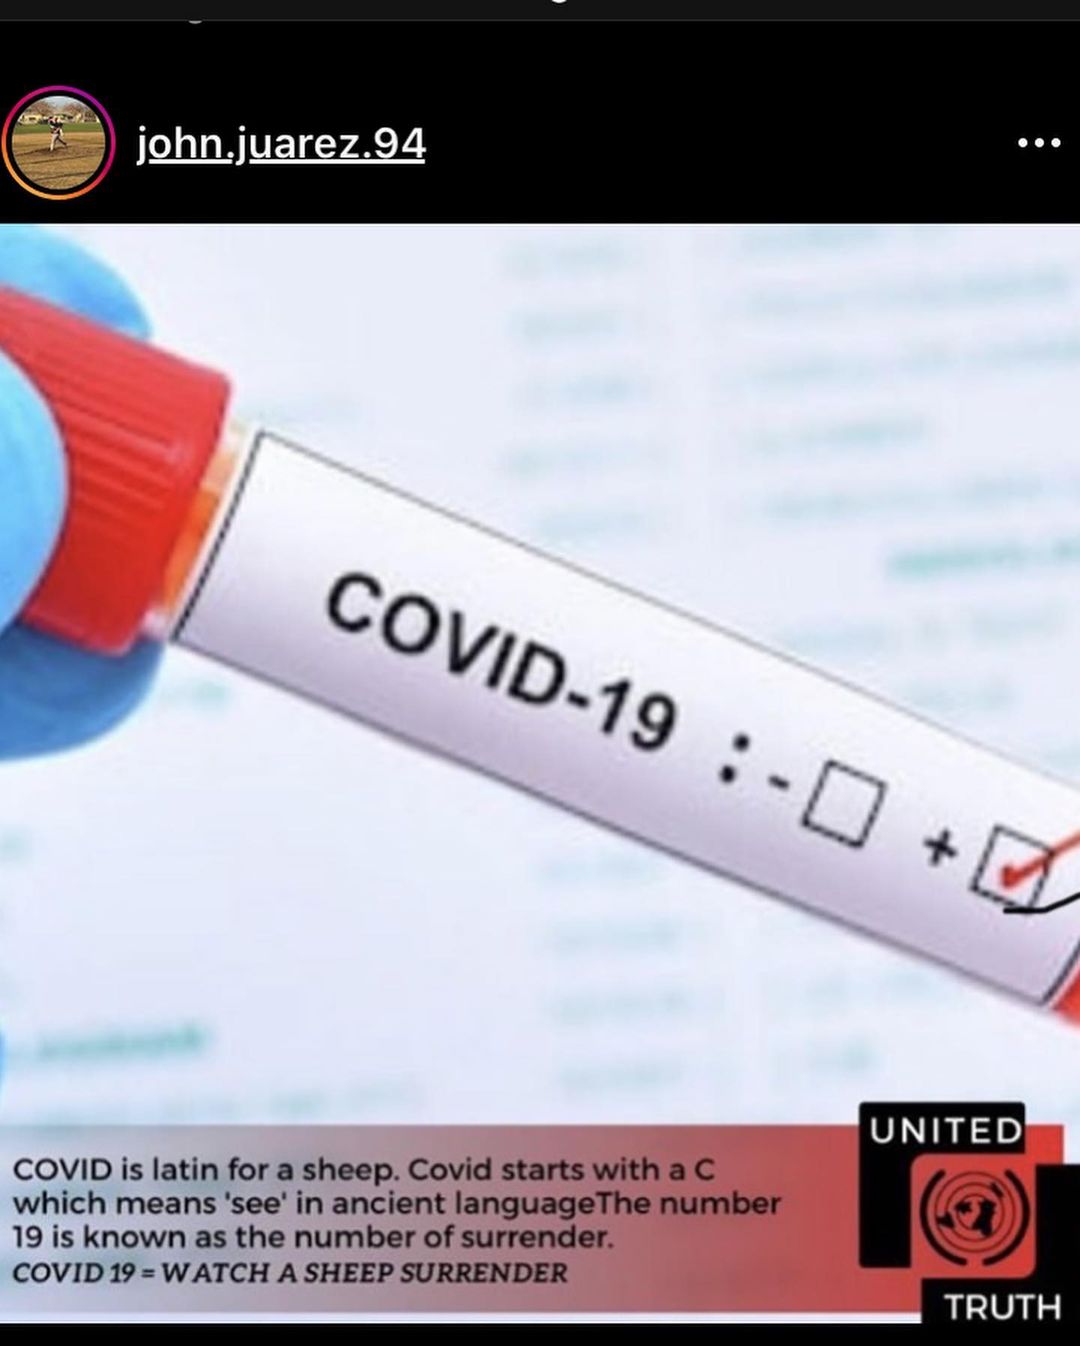 john.juarez.94
COVID-19 : - +
COVID is latin for a sheep. Covid starts with a C
which means 'see' in ancient languageThe number
19 is known as the number of surrender.
COVID 19 = WATCH A SHEEP SURRENDER
UNITED
TRUTH